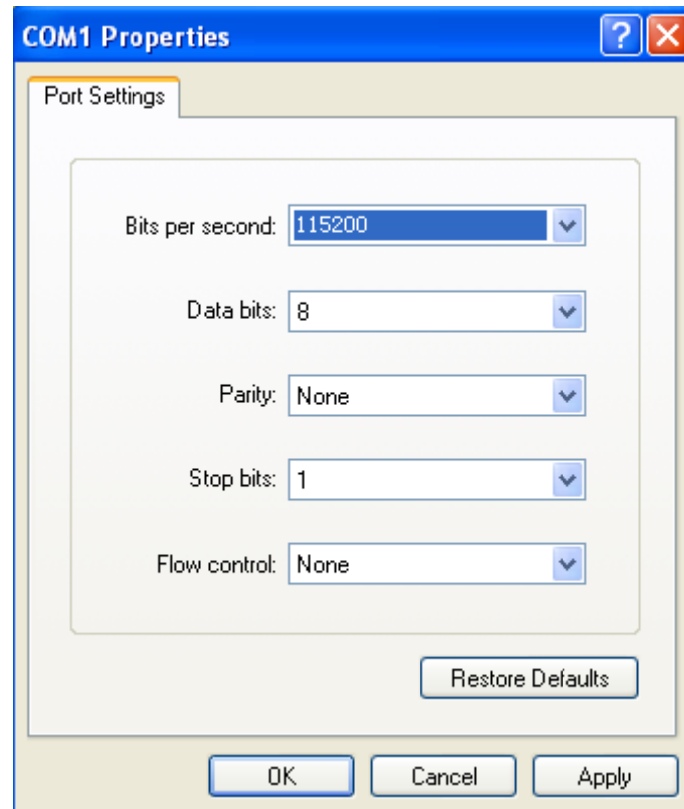 COM1 Properties
Port Settings
Bits per second: 115200
Data bits: 8
Parity: None
Stop bits: 1
Flow control: None
Restore Defaults
OK Cancel Apply